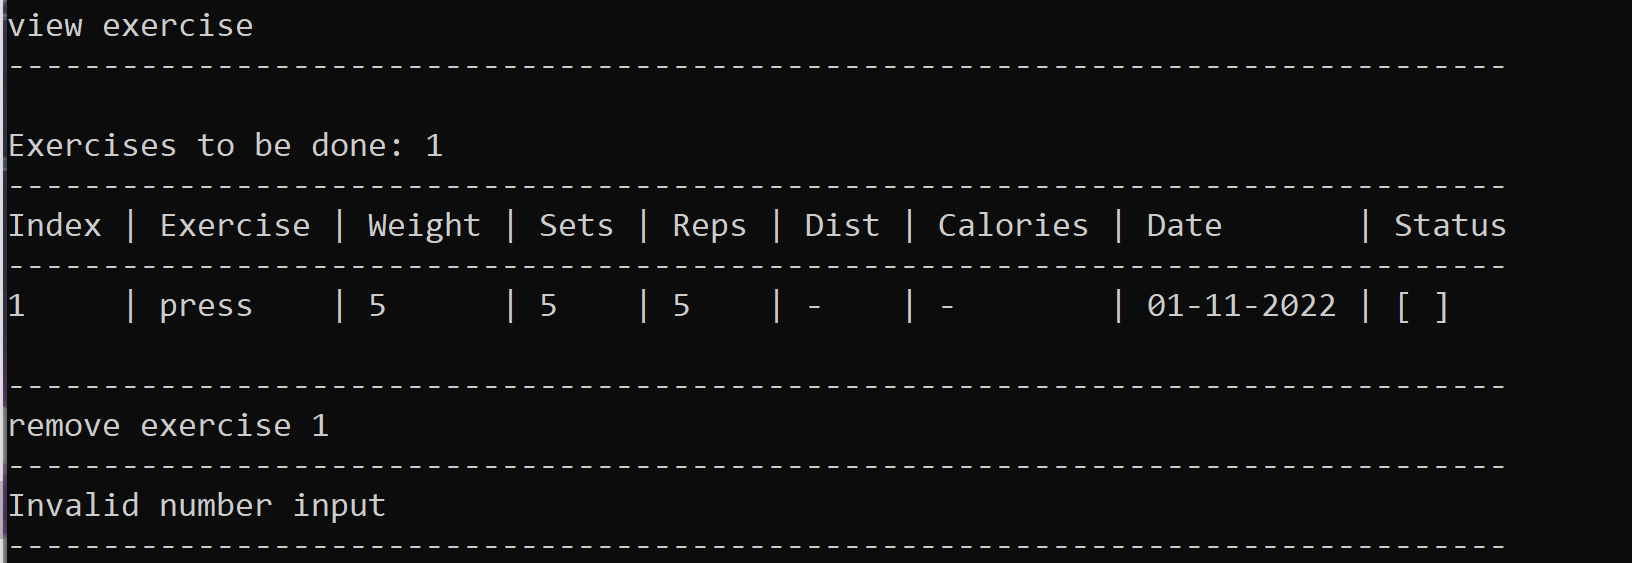 view exercise
-------------------------------------------------------------------------------
Exercises to be done: 1
-------------------------------------------------------------------------------
Index | Exercise | Weight | Sets | Reps | Dist | Calories | Date       | Status
-------------------------------------------------------------------------------
1     | press    | 5      | 5    | 5    | -    | -        | 01-11-2022 | [ ]
-------------------------------------------------------------------------------
remove exercise 1
-------------------------------------------------------------------------------
Invalid number input
-------------------------------------------------------------------------------